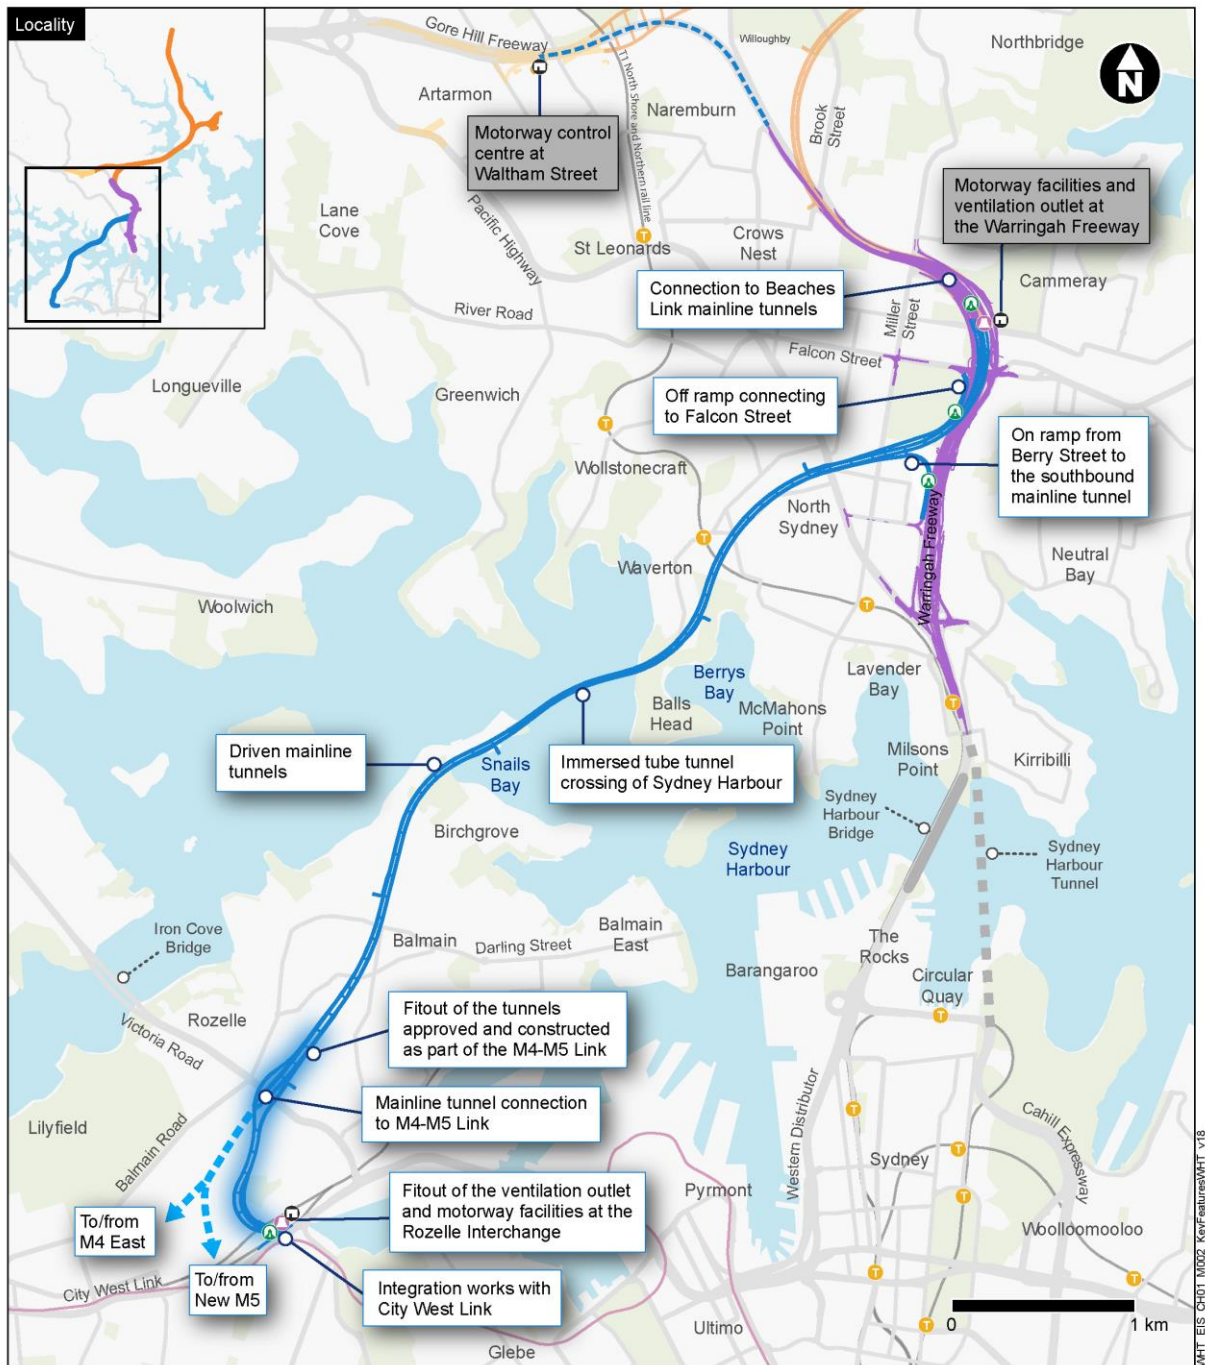 Locality
Gore Hill Freeway
Willoughby
Northbridge
N
Artarmon
T1 North Shore and Northern rail line
Naremburn
Brook
Street
Motorway control
centre at
Waltham Street
Motorway facilities and
ventilation outlet at
the Warringah Freeway
Lane
Cove
Pacific Highway
St Leonards
T
Crows
Nest
Cammeray
Connection to Beaches
Link mainline tunnels
River Road
Miller
Street
Falcon Street
Longueville
Greenwich
Off ramp connecting
to Falcon Street
T
On ramp from
Berry Street to
the southbound
mainline tunnel
Wollstonecraft
North
Sydney
Warringah Freeway
T
Waverton
Neutral
Bay
Woolwich
T
Lavender
Bay
Berrys
Bay
Balls
Head
McMahons
Point
T
Milsons
Point
Kirribilli
Driven mainline
tunnels
Snails
Bay
Immersed tube tunnel
crossing of Sydney Harbour
Sydney
Harbour
Bridge
Birchgrove
Sydney
Harbour
Sydney
Harbour
Tunnel
Iron Cove
Bridge
Balmain
Darling Street
Balmain
East
Barangaroo
The
Rocks
Circular
Quay
T
Rozelle
Victoria Road
Fitout of the tunnels
approved and constructed
as part of the M4-M5 Link
Mainline tunnel connection
to M4-M5 Link
Lilyfield
Balmain Road
Western Distributor
T
Cahill Expressway
Sydney
T
T
Pyrmont
Fitout of the ventilation outlet
and motorway facilities at the
Rozelle Interchange
To/from
M4 East
Woolloomooloo
To/from
New M5
City West Link
Integration works with
City West Link
T
T
T
Ultimo
Glebe
0 1 km
WHT_EIS_CH01_M002_KeyFeaturesWHT_v18